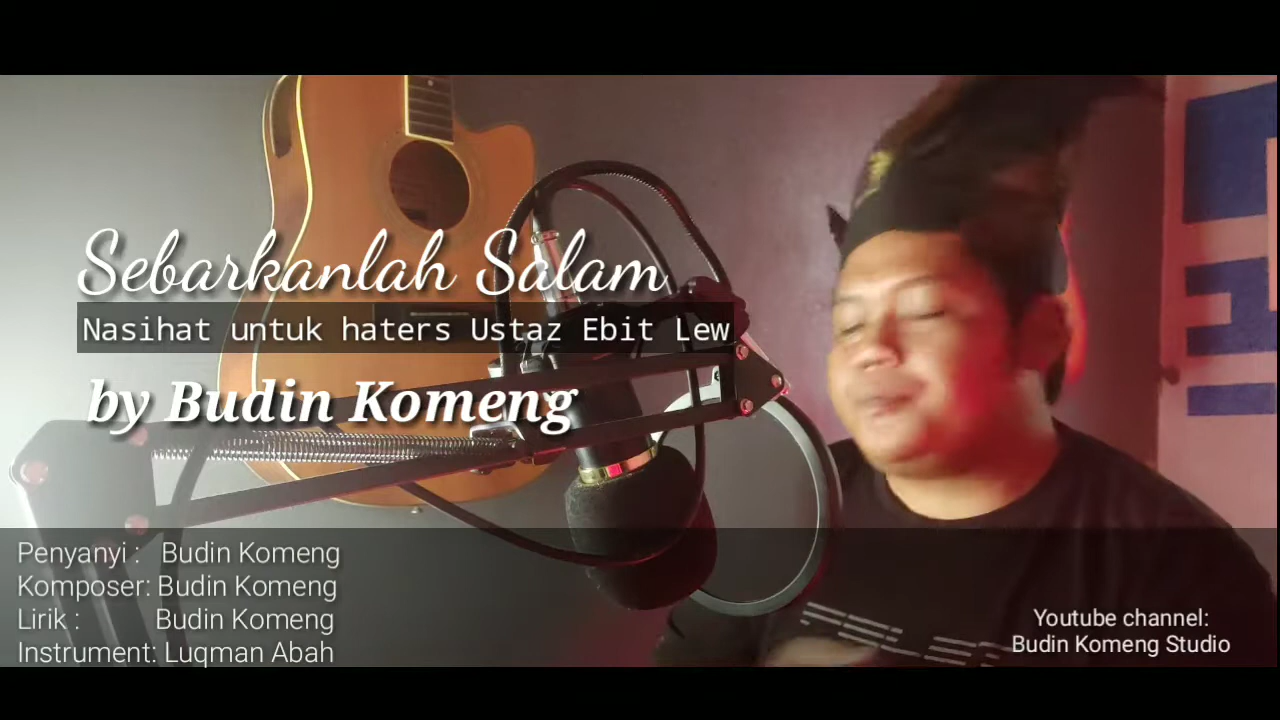 Sebarkanlah Salam
Nasihat untuk haters Ustaz Ebit Lew
by Budin Komeng
Penyanyi : Budin Komeng
Komposer: Budin Komeng
Lirik : Budin Komeng
Instrument: Luqman Abah
Youtube channel:
Budin Komeng Studio